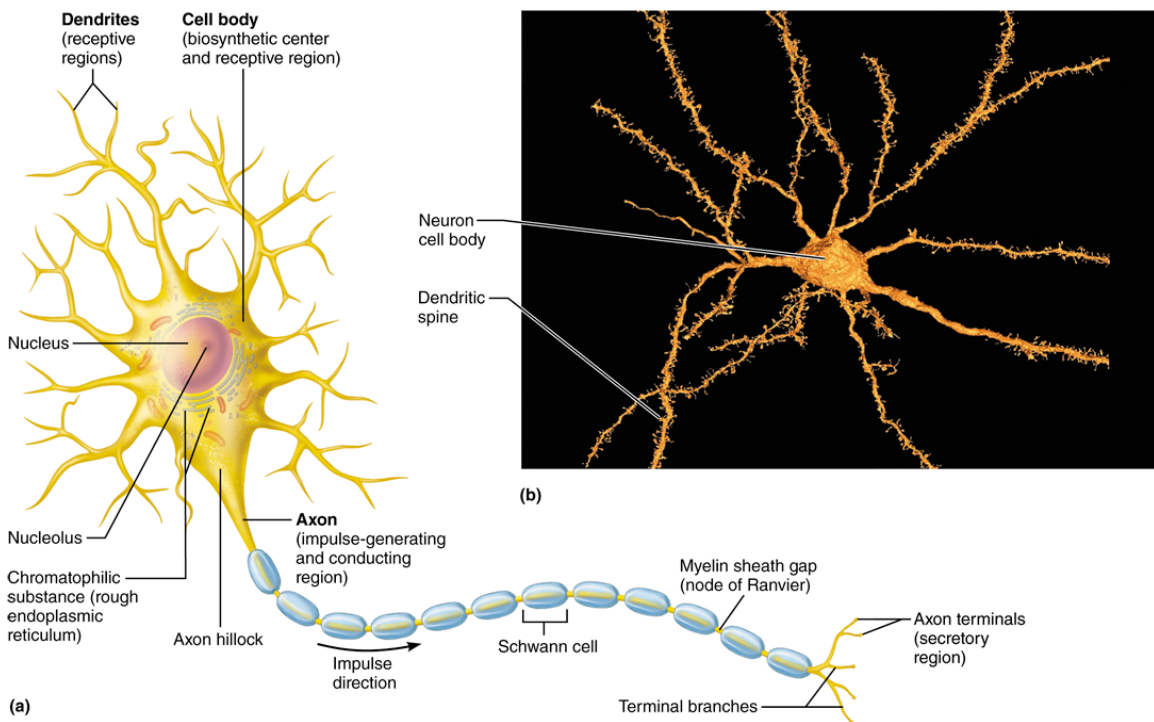 Dendrites
(receptive
regions)
Cell body
(biosynthetic center
and receptive region)
Neuron
cell body
Dendritic
spine
Nucleus
(b)
Nucleolus
Axon
(impulse-generating
and conducting
region)
Chromatophilic
substance (rough
endoplasmic
reticulum)
Axon hillock
Impulse
direction
Schwann cell
Myelin sheath gap
(node of Ranvier)
Axon terminals
(secretory
region)
Terminal branches
(a)